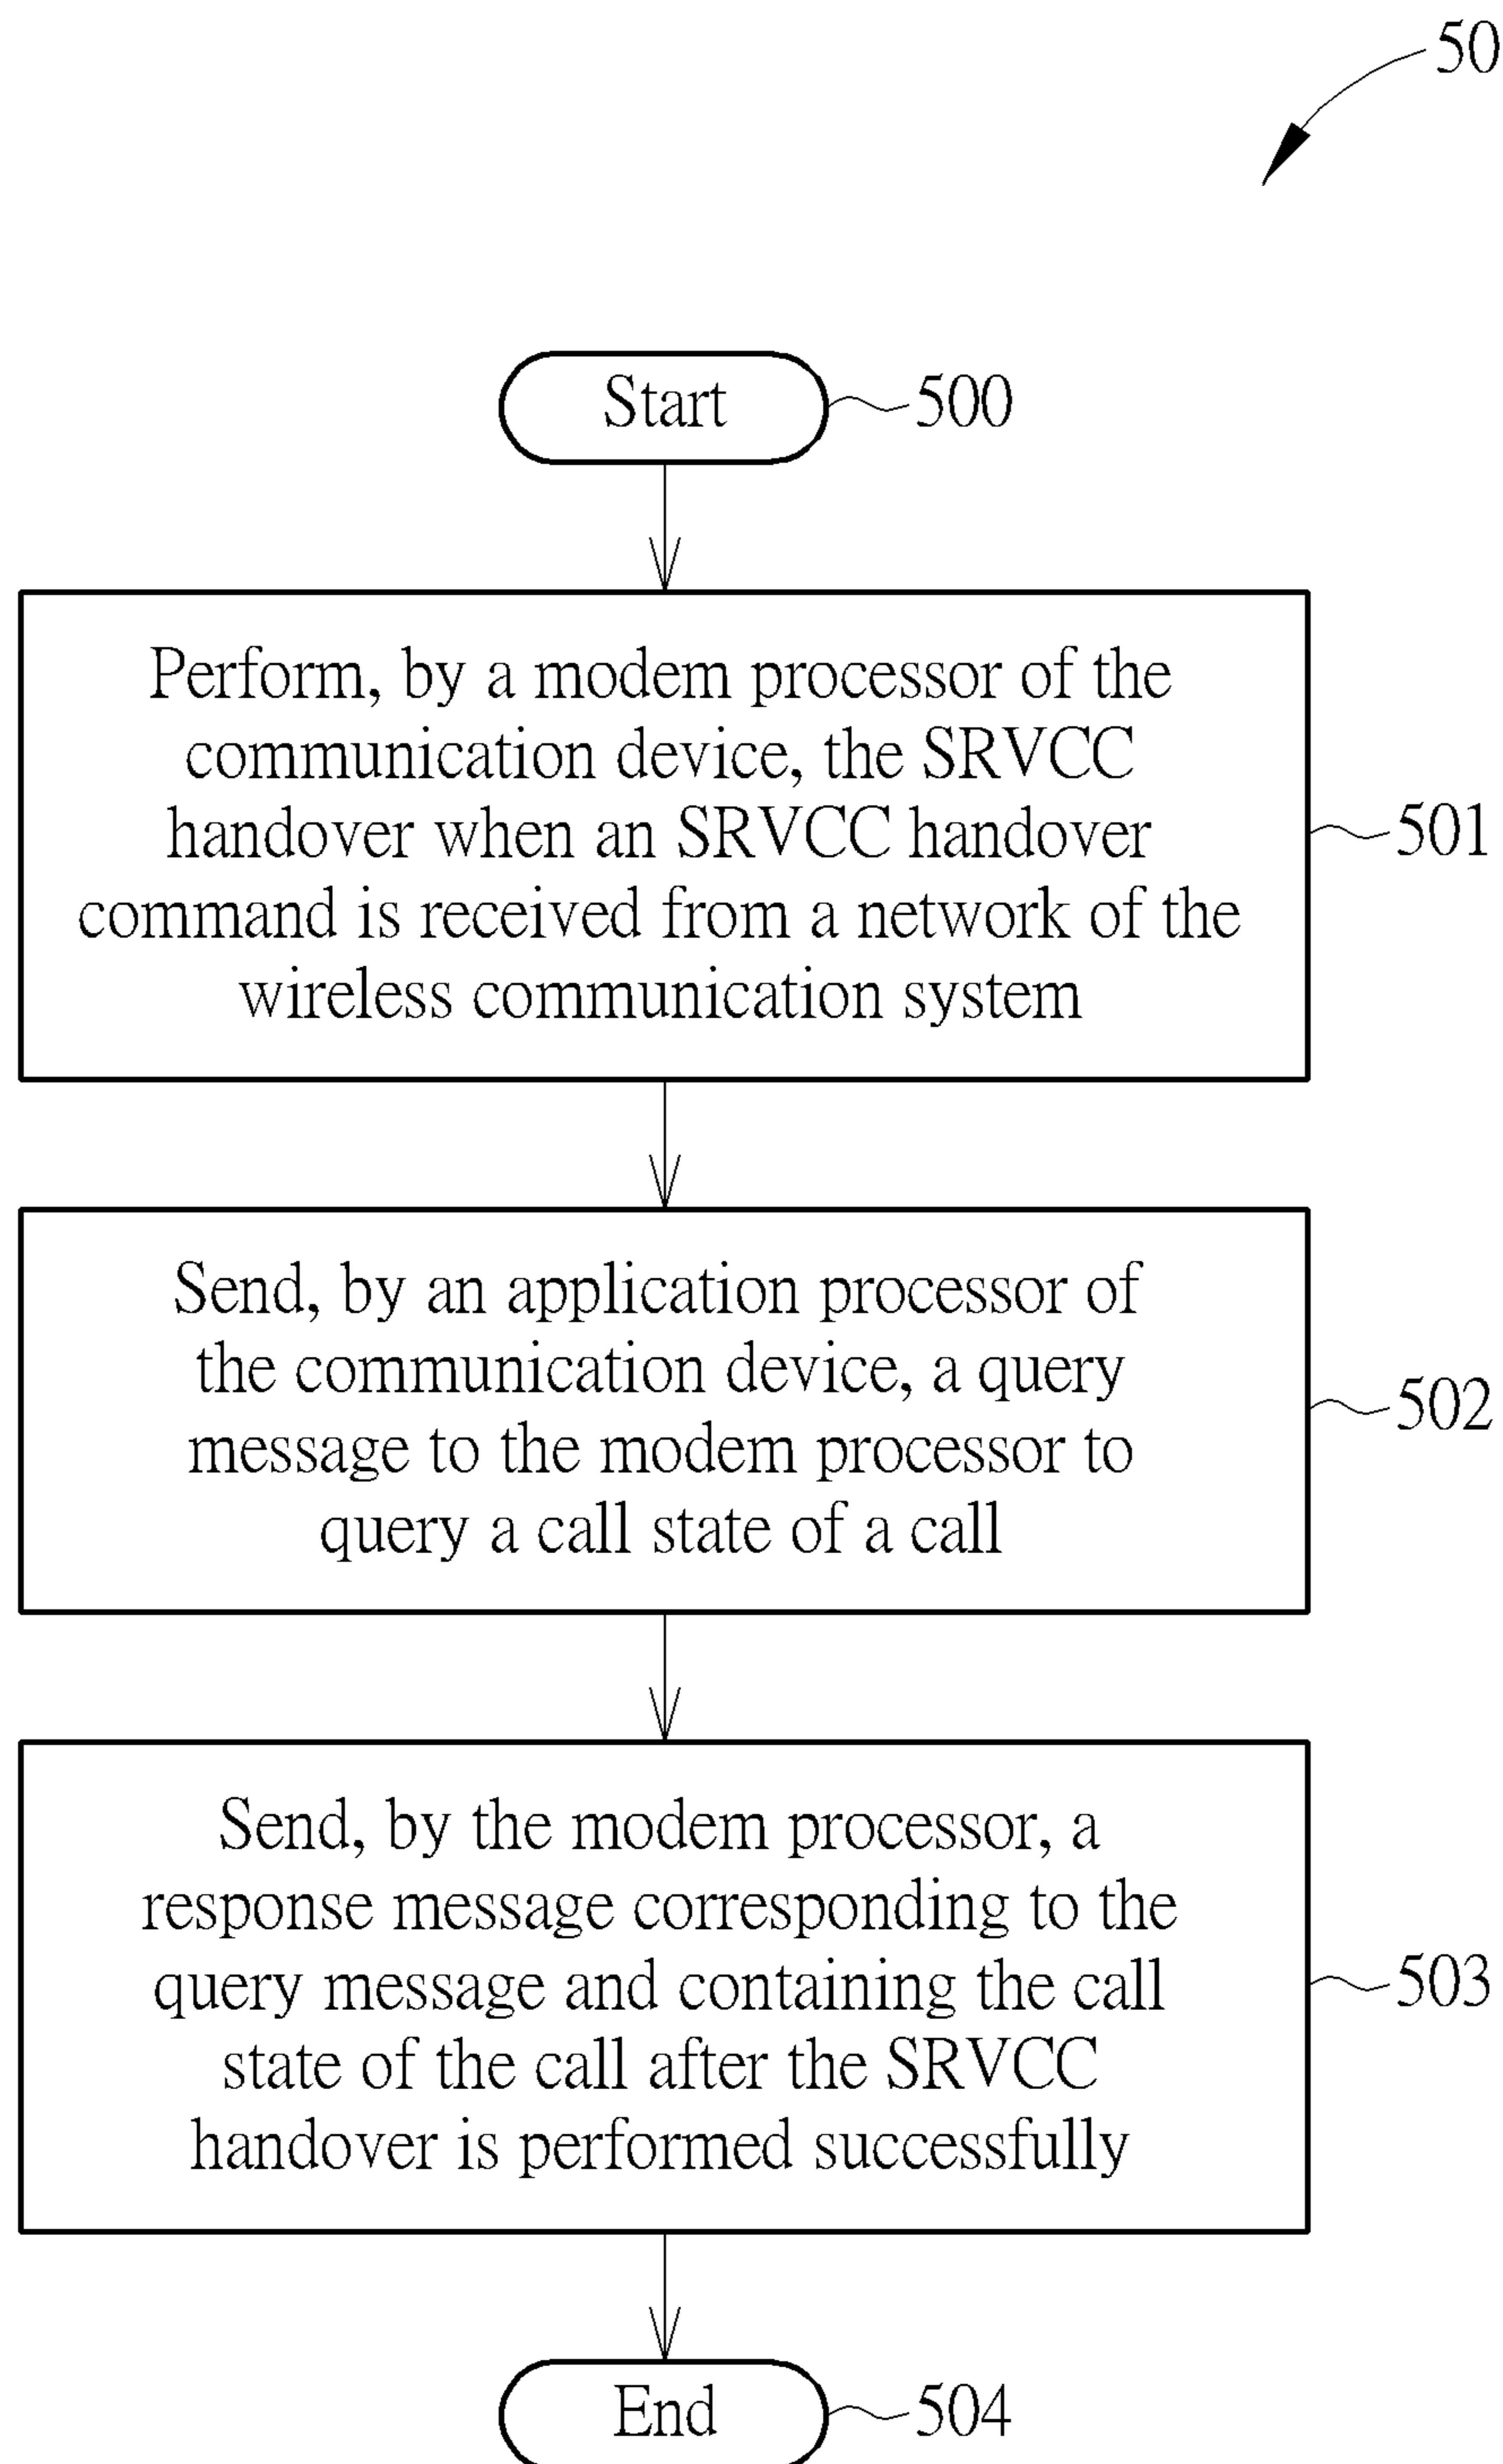 50
Start
500
Perform, by a modem processor of the
communication device, the SRVCC
handover when an SRVCC handover
command is received from a network of the
wireless communication system
501
Send, by an application processor of
the communication device, a query
message to the modem processor to
query a call state of a call
502
Send, by the modem processor, a
response message corresponding to the
query message and containing the call
state of the call after the SRVCC
handover is performed successfully
503
End
504